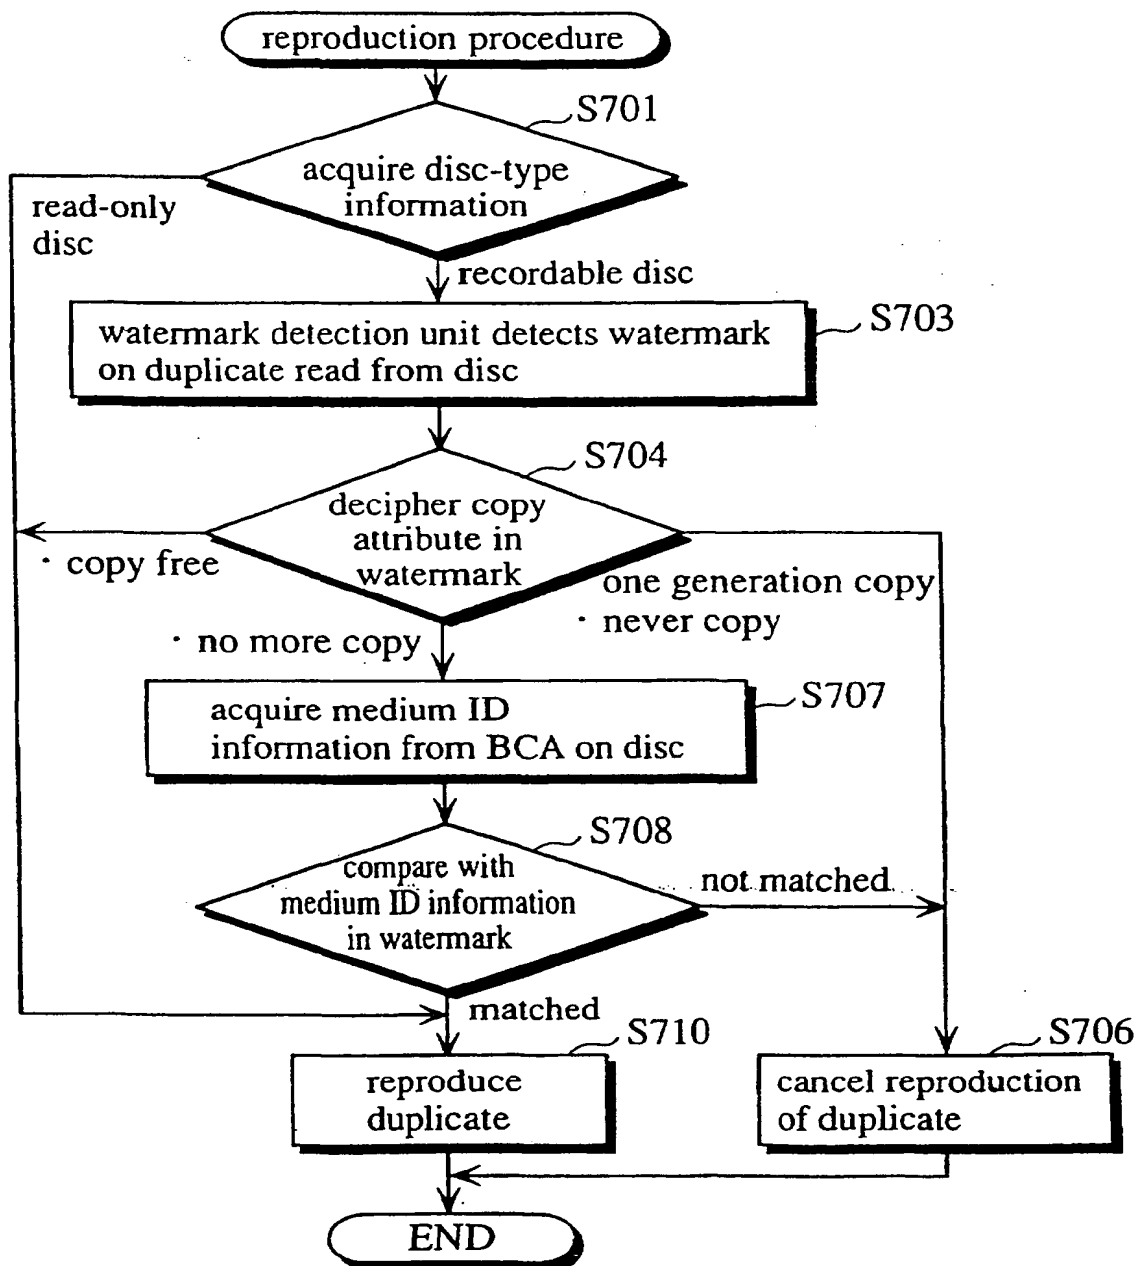 reproduction procedure
S701
acquire disc-type
information
read-only
disc
recordable disc
S703
watermark detection unit detects watermark
on duplicate read from disc
S704
decipher copy
attribute in
watermark
· copy free
one generation copy
· never copy
· no more copy
S707
acquire medium ID
information from BCA on disc
S708
compare with
medium ID information
in watermark
not matched
matched
S710
reproduce
duplicate
S706
cancel reproduction
of duplicate
END